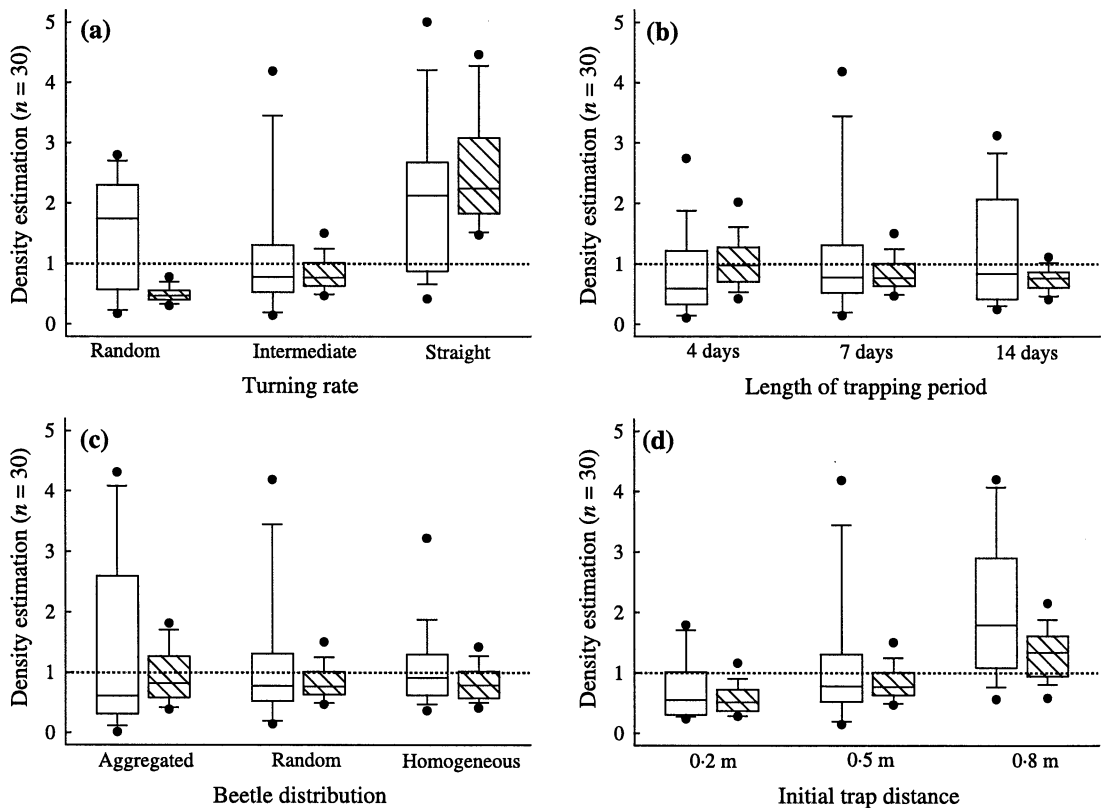 (a)
Density estimation (n = 30)
5
4
3
2
1
0
Random Intermediate Straight
Turning rate
(b)
Density estimation (n = 30)
5
4
3
2
1
0
4 days 7 days 14 days
Length of trapping period
(c)
Density estimation (n = 30)
5
4
3
2
1
0
Aggregated Random Homogeneous
Beetle distribution
(d)
Density estimation (n = 30)
5
4
3
2
1
0
0·2 m 0·5 m 0·8 m
Initial trap distance